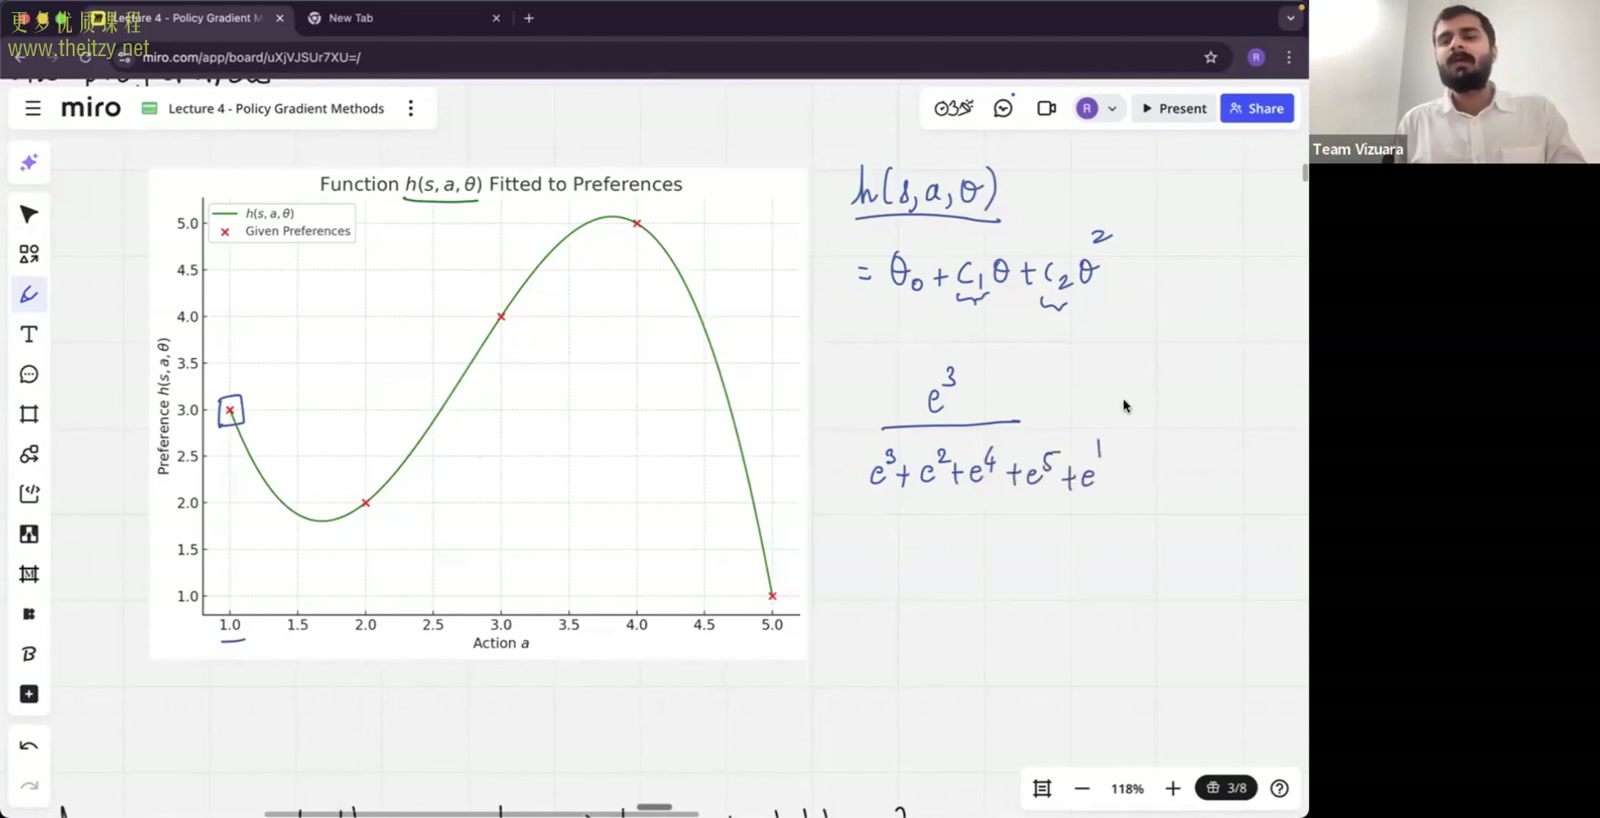 更多优质课程
www.theitzy.net
Lecture 4 - Policy Gradient M
New Tab
miro.com/app/board/uXjVJSUr7XU=/
miro
Lecture 4 - Policy Gradient Methods
R
Present
Share
Team Vizuara
Function h(s, a, θ) Fitted to Preferences
h(s, a, θ)
Given Preferences
Preference h(s, a, θ)
5.0
4.5
4.0
3.5
3.0
2.5
2.0
1.5
1.0
1.0 1.5 2.0 2.5 3.0 3.5 4.0 4.5 5.0
Action a
h(s,a,θ)
= θ₀ + c₁θ + c₂θ²
e³
e³ + e² + e⁴ + e⁵ + e¹
118%
3/8